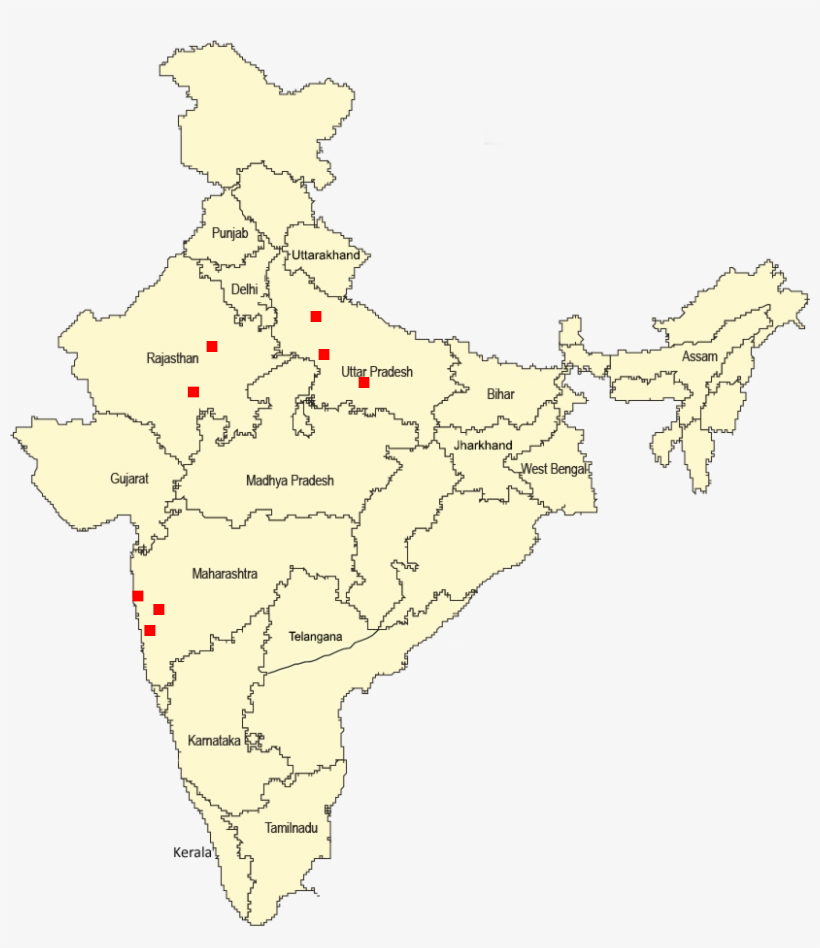 Punjab
Uttarakhand
Delhi
Rajasthan
Uttar Pradesh
Assam
Bihar
Jharkhand
West Bengal
Gujarat
Madhya Pradesh
Maharashtra
Telangana
Karnataka
Tamilnadu
Kerala